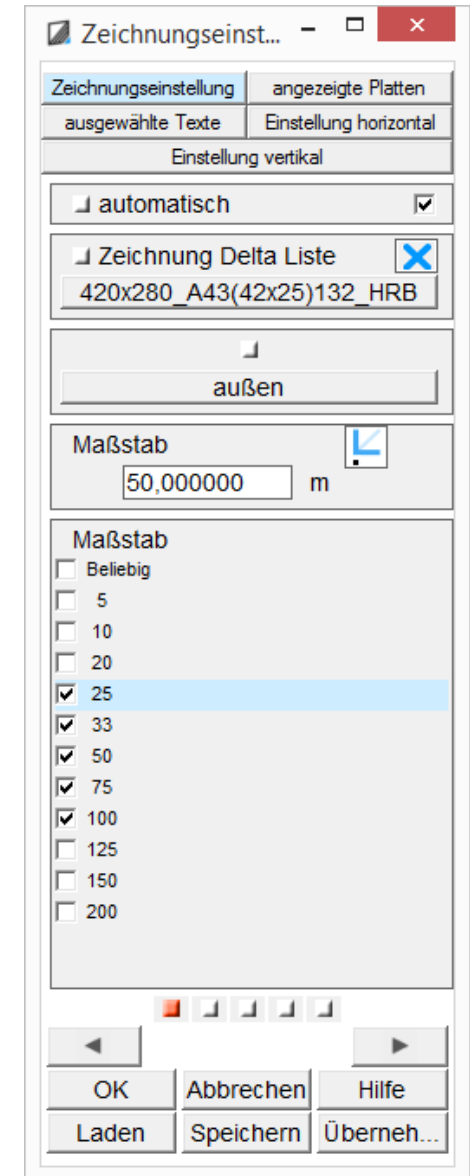 Zeichnungseinst...
Zeichnungseinstellung angezeigte Platten
ausgewählte Texte Einstellung horizontal
Einstellung vertikal
automatisch
Zeichnung Delta Liste
420x280_A43(42x25)132_HRB
außen
Maßstab
50,000000 m
Maßstab
Beliebig
5
10
20
25
33
50
75
100
125
150
200
OK Abbrechen Hilfe
Laden Speichern Überneh...